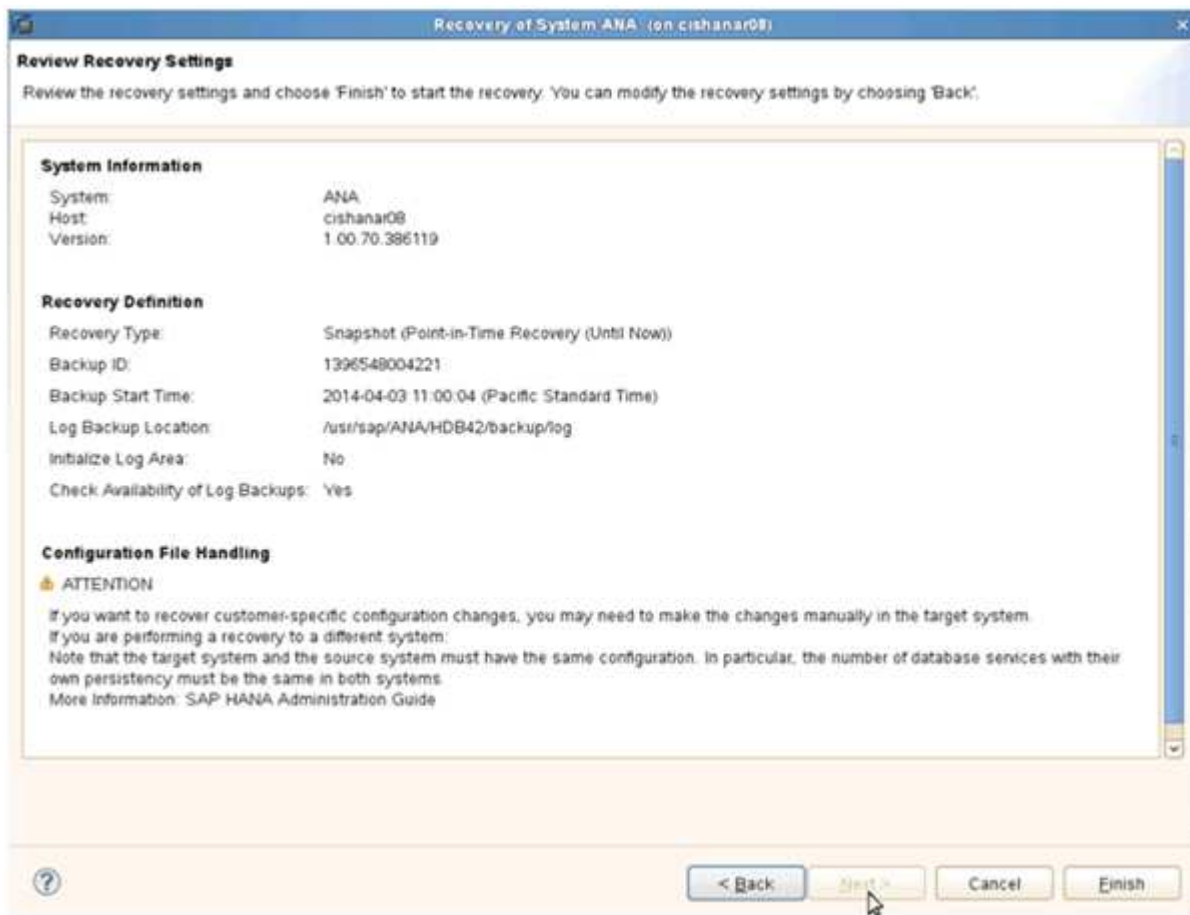 Recovery of System ANA (on cishanar08)
Review Recovery Settings
Review the recovery settings and choose 'Finish' to start the recovery. You can modify the recovery settings by choosing 'Back'.
System Information
System: ANA
Host: cishanar08
Version: 1.00.70.386119
Recovery Definition
Recovery Type: Snapshot (Point-in-Time Recovery (Until Now))
Backup ID: 1396548004221
Backup Start Time: 2014-04-03 11:00:04 (Pacific Standard Time)
Log Backup Location: /usr/sap/ANA/HDB42/backup/log
Initialize Log Area: No
Check Availability of Log Backups: Yes
Configuration File Handling
ATTENTION
If you want to recover customer-specific configuration changes, you may need to make the changes manually in the target system.
If you are performing a recovery to a different system:
Note that the target system and the source system must have the same configuration. In particular, the number of database services with their
own persistency must be the same in both systems.
More Information: SAP HANA Administration Guide
? < Back Next > Cancel Finish